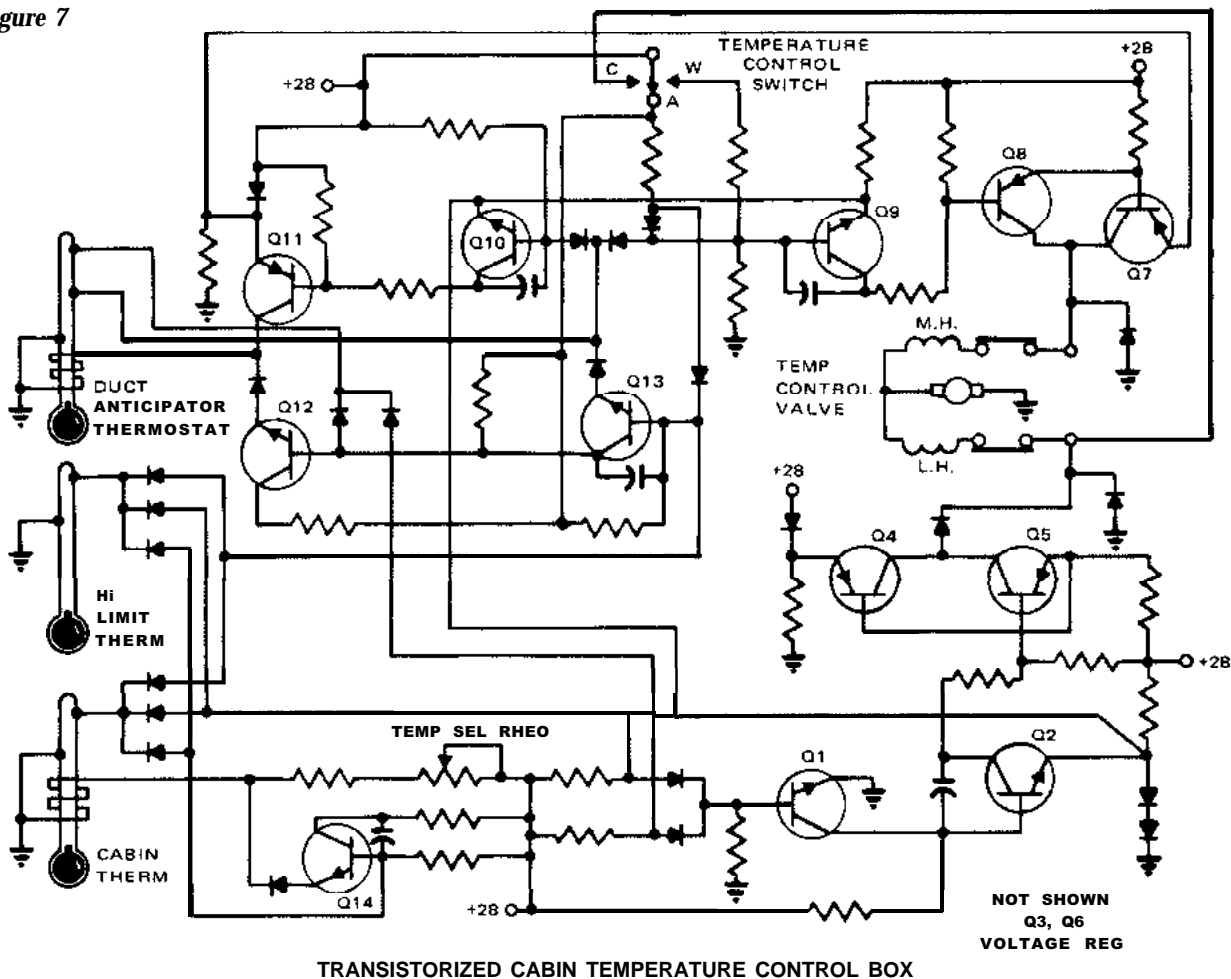 gure 7
TEMPERATURE
CONTROL
SWITCH
C
W
A
+28
+28
Q8
Q9
Q7
Q11
Q10
M.H.
TEMP
CONTROL
VALVE
L.H.
DUCT
ANTICIPATOR
THERMOSTAT
Q12
Q13
+28
Q4
Q5
Hi
LIMIT
THERM
+28
TEMP SEL RHEO
Q1
Q2
CABIN
THERM
Q14
+28
NOT SHOWN
Q3, Q6
VOLTAGE REG
TRANSISTORIZED CABIN TEMPERATURE CONTROL BOX